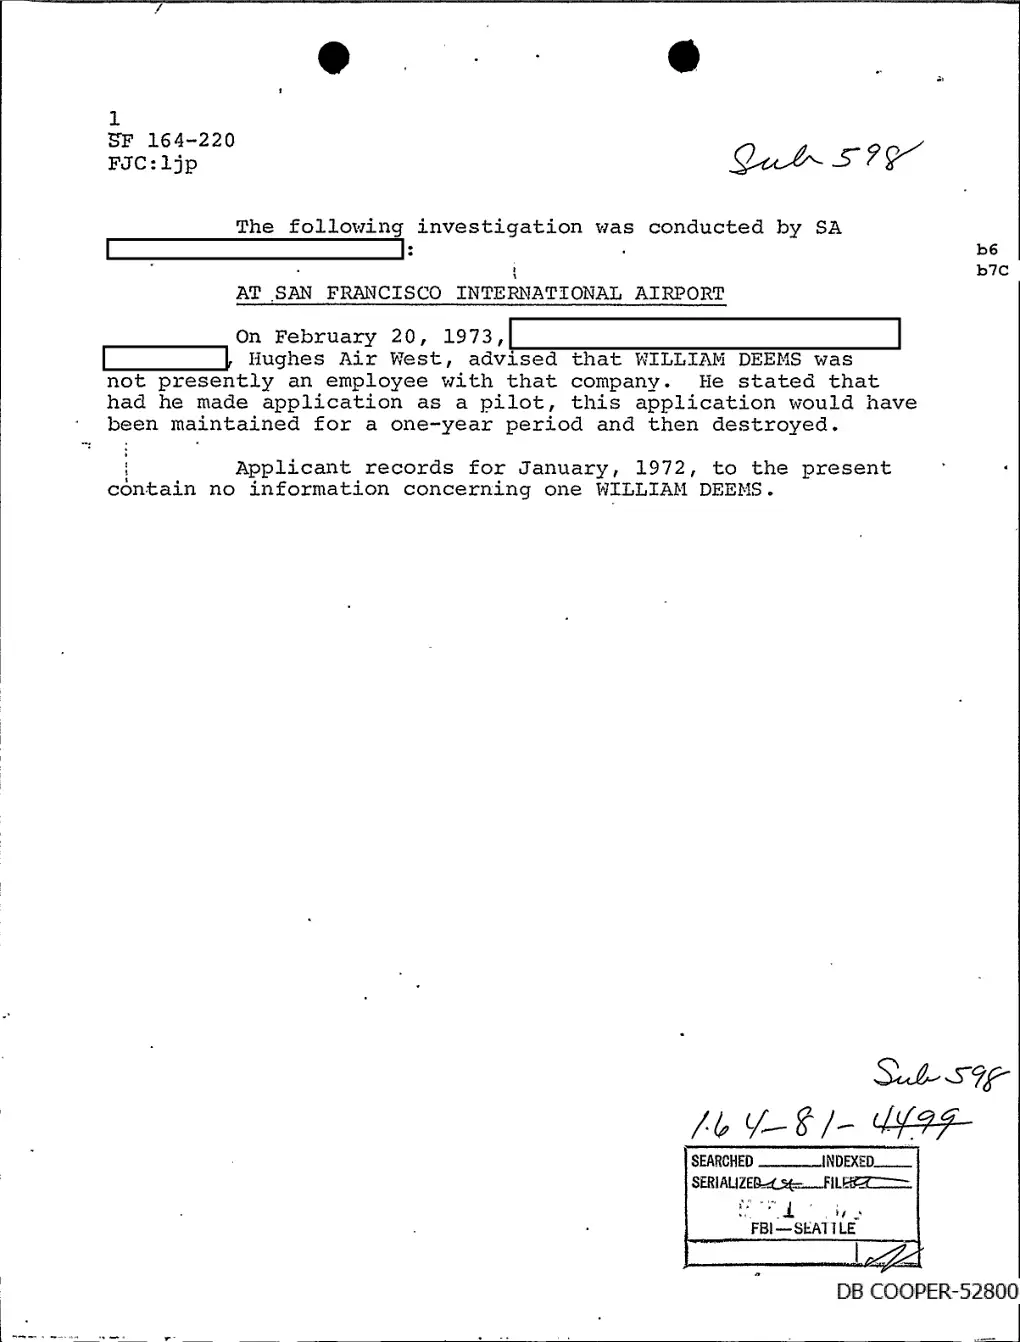 1
SF 164-220
FJC:ljp
Sub 598
The following investigation was conducted by SA
:
b6
b7C
AT SAN FRANCISCO INTERNATIONAL AIRPORT
On February 20, 1973,
, Hughes Air West, advised that WILLIAM DEEMS was
not presently an employee with that company. He stated that
had he made application as a pilot, this application would have
been maintained for a one-year period and then destroyed.
Applicant records for January, 1972, to the present
contain no information concerning one WILLIAM DEEMS.
Sub 598
164-81-4499
SEARCHED INDEXED
SERIALIZED FILED
FBI—SEATTLE
DB COOPER-52800